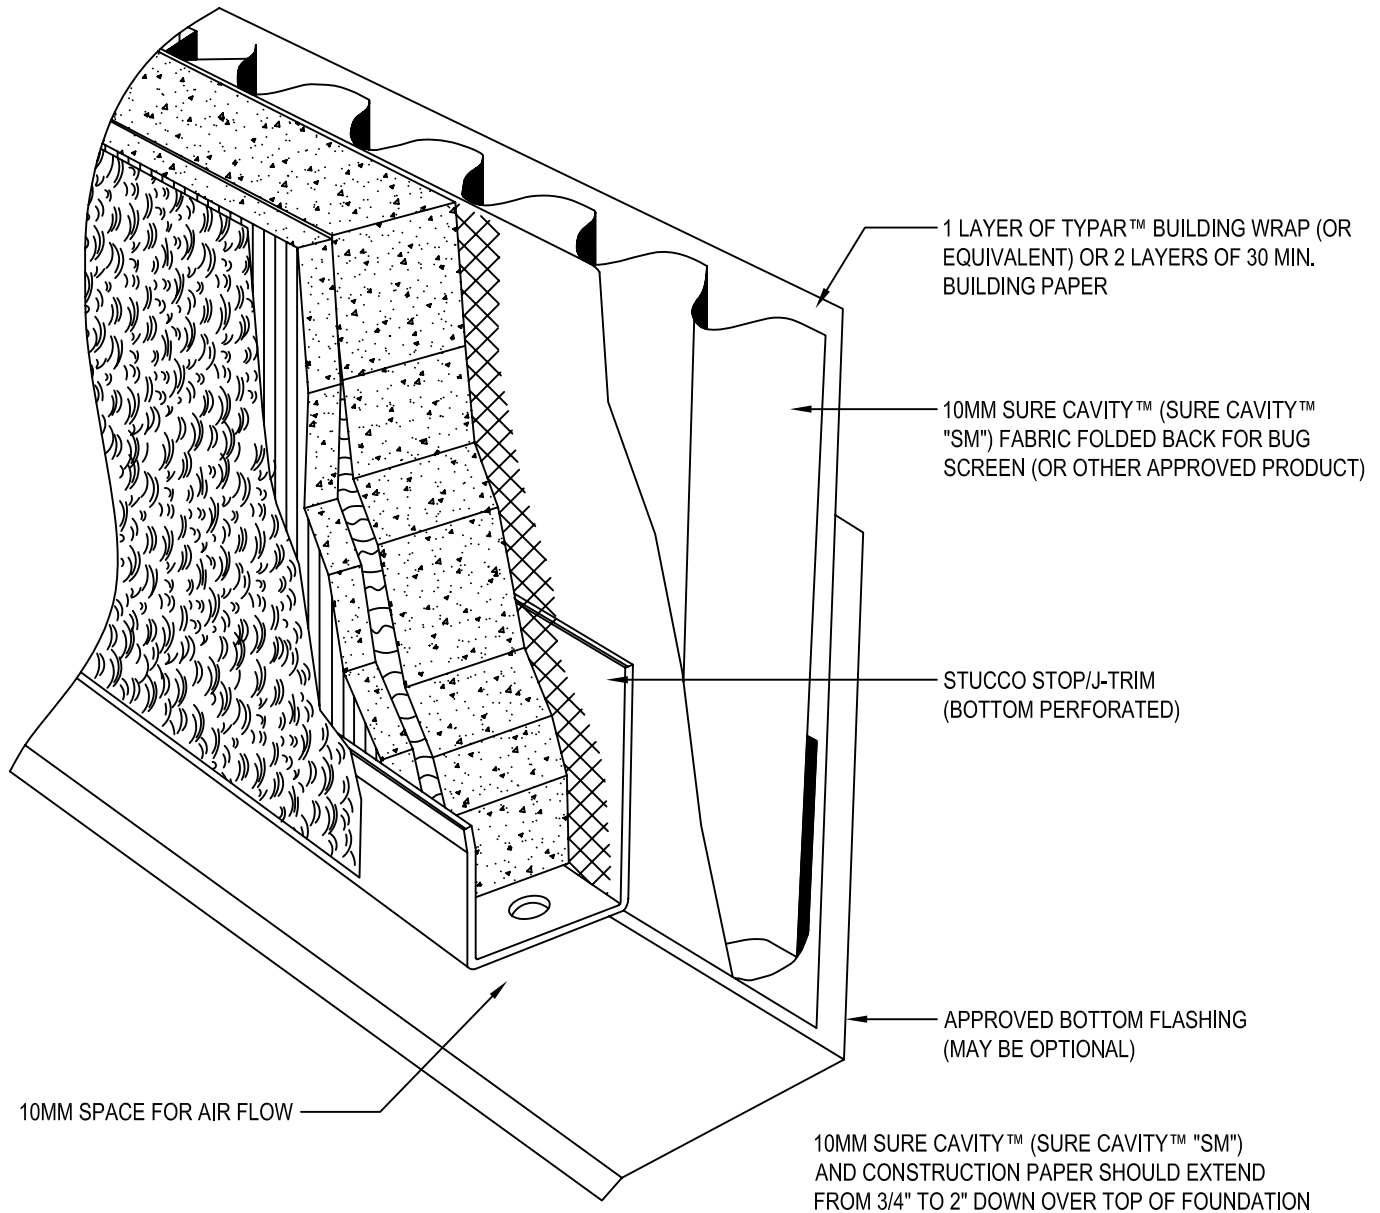 1 LAYER OF TYPAR™ BUILDING WRAP (OR
EQUIVALENT) OR 2 LAYERS OF 30 MIN.
BUILDING PAPER
10MM SURE CAVITY™ (SURE CAVITY™
"SM") FABRIC FOLDED BACK FOR BUG
SCREEN (OR OTHER APPROVED PRODUCT)
STUCCO STOP/J-TRIM
(BOTTOM PERFORATED)
APPROVED BOTTOM FLASHING
(MAY BE OPTIONAL)
10MM SPACE FOR AIR FLOW
10MM SURE CAVITY™ (SURE CAVITY™ "SM")
AND CONSTRUCTION PAPER SHOULD EXTEND
FROM 3/4" TO 2" DOWN OVER TOP OF FOUNDATION